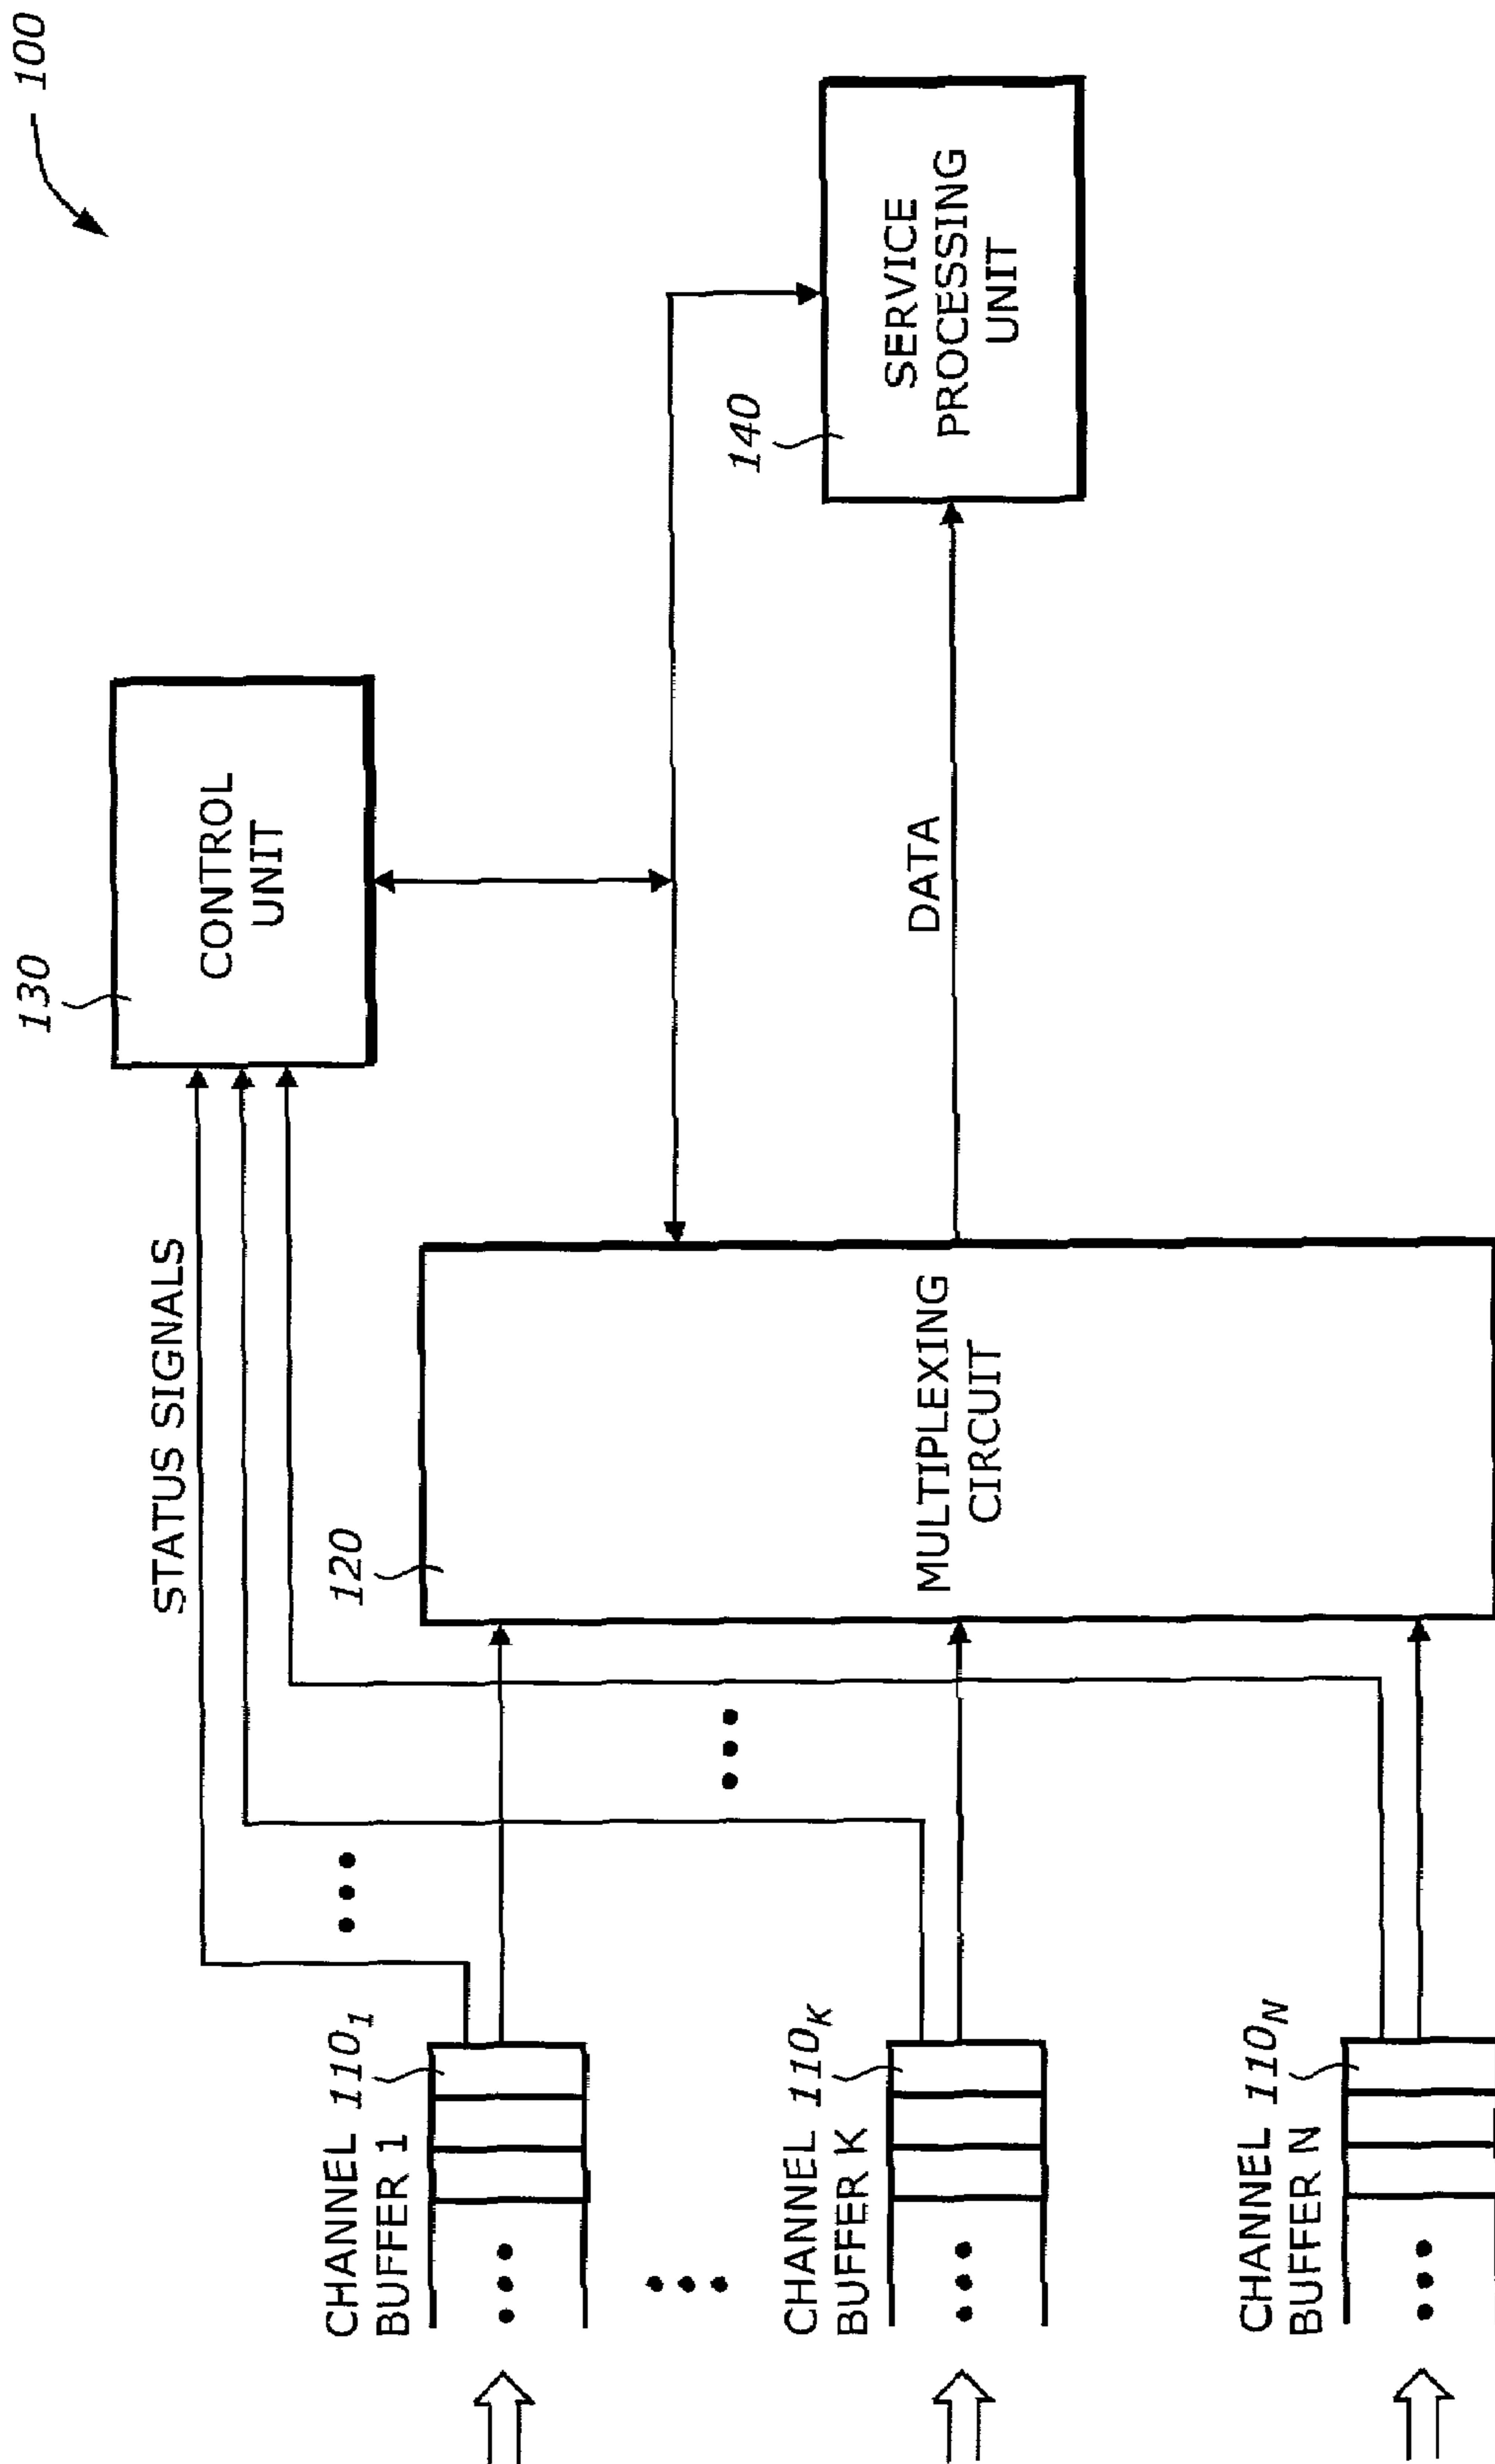 100
130
CONTROL
UNIT
STATUS SIGNALS
140
SERVICE
PROCESSING
UNIT
DATA
120
MULTIPLEXING
CIRCUIT
CHANNEL
BUFFER 1
110₁
CHANNEL
BUFFER K
110ₖ
CHANNEL
BUFFER N
110_N